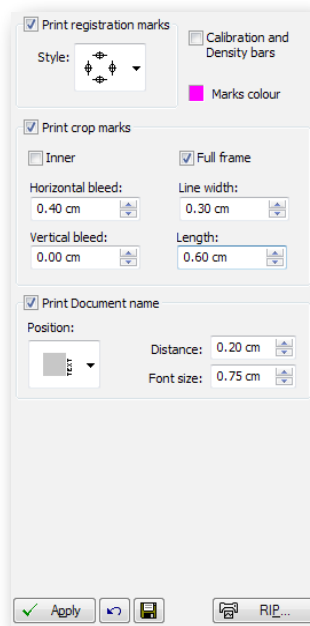 Print registration marks
Style:
Calibration and
Density bars
Marks colour
Print crop marks
Inner
Full frame
Horizontal bleed:
Line width:
0.40 cm
0.30 cm
Vertical bleed:
Length:
0.00 cm
0.60 cm
Print Document name
Position:
TEXT
Distance:
0.20 cm
Font size:
0.75 cm
Apply
RIP...